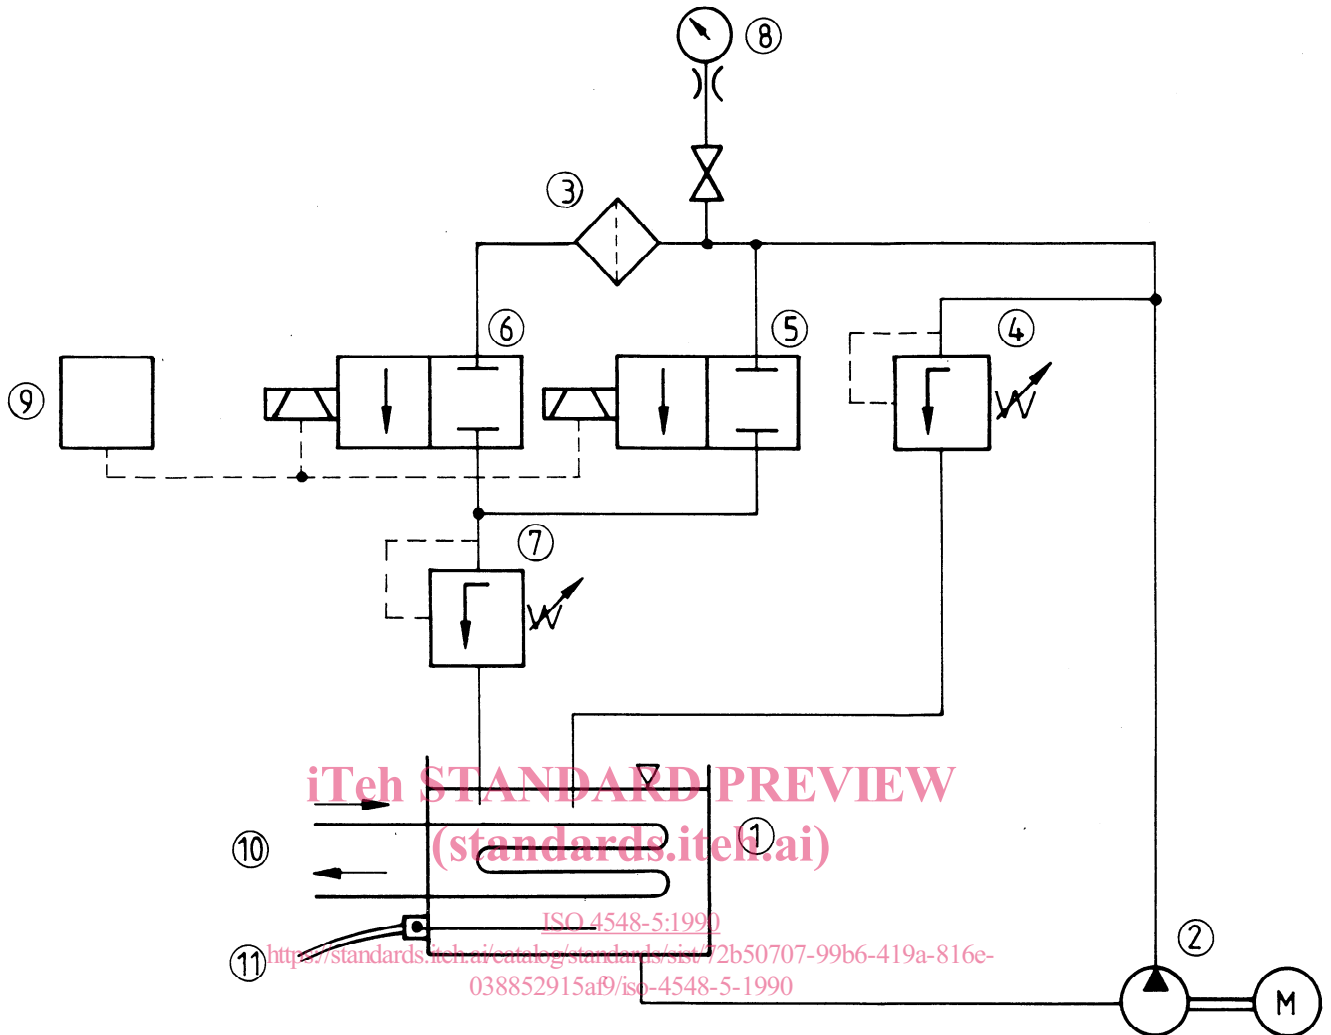 8
3
6
5
4
9
7
iTeh STANDARD PREVIEW
1
(standards.iteh.ai)
10
ISO 4548-5:1990
2
11
https://standards.iteh.ai/catalog/standards/sist/72b50707-99b6-419a-816e-
038852915af9/iso-4548-5-1990
M